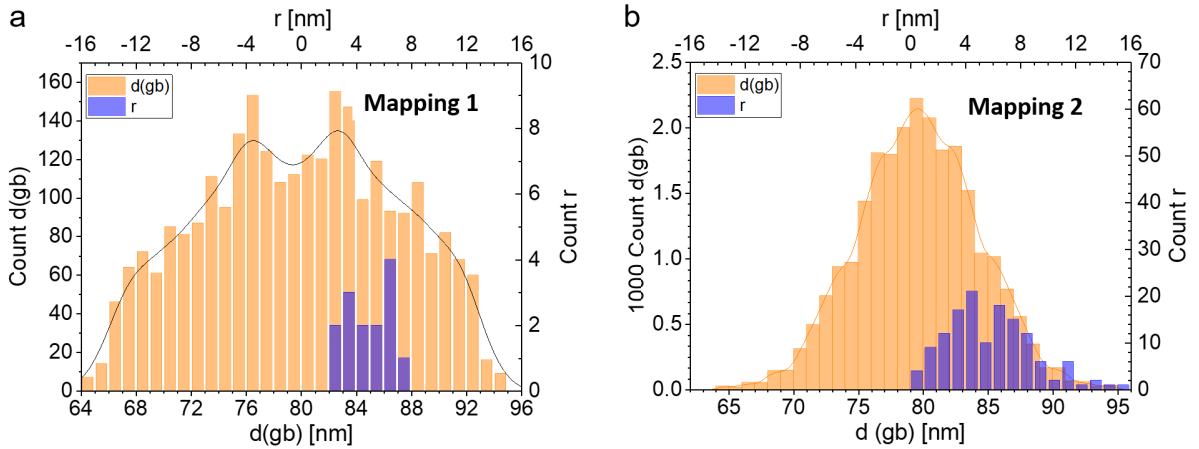 a
r [nm]
-16 -12 -8 -4 0 4 8 12 16
160 140 120 100 80 60 40 20 0
Count d(gb)
d(gb)
r
Mapping 1
10 8 6 4 2 0
Count r
64 68 72 76 80 84 88 92 96
d(gb) [nm]
b
r [nm]
-16 -12 -8 -4 0 4 8 12 16
2.5 2.0 1.5 1.0 0.5 0.0
1000 Count d(gb)
d(gb)
r
Mapping 2
70 60 50 40 30 20 10 0
Count r
65 70 75 80 85 90 95
d (gb) [nm]